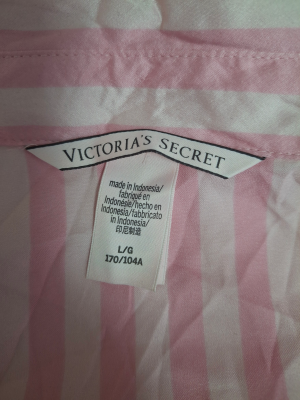 VICTORIA'S SECRET
made in Indonesia/
fabriqué en
Indonésie/hecho en
Indonesia/fabbricato
in Indonesia/
印尼制造
L/G
170/104A